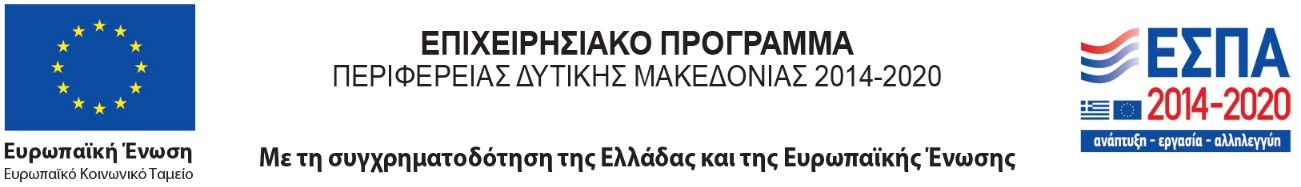 Ευρωπαϊκή Ένωση
Ευρωπαϊκό Κοινωνικό Ταμείο
ΕΠΙΧΕΙΡΗΣΙΑΚΟ ΠΡΟΓΡΑΜΜΑ
ΠΕΡΙΦΕΡΕΙΑΣ ΔΥΤΙΚΗΣ ΜΑΚΕΔΟΝΙΑΣ 2014-2020
Με τη συγχρηματοδότηση της Ελλάδας και της Ευρωπαϊκής Ένωσης
ΕΣΠΑ
2014-2020
ανάπτυξη - εργασία - αλληλεγγύη